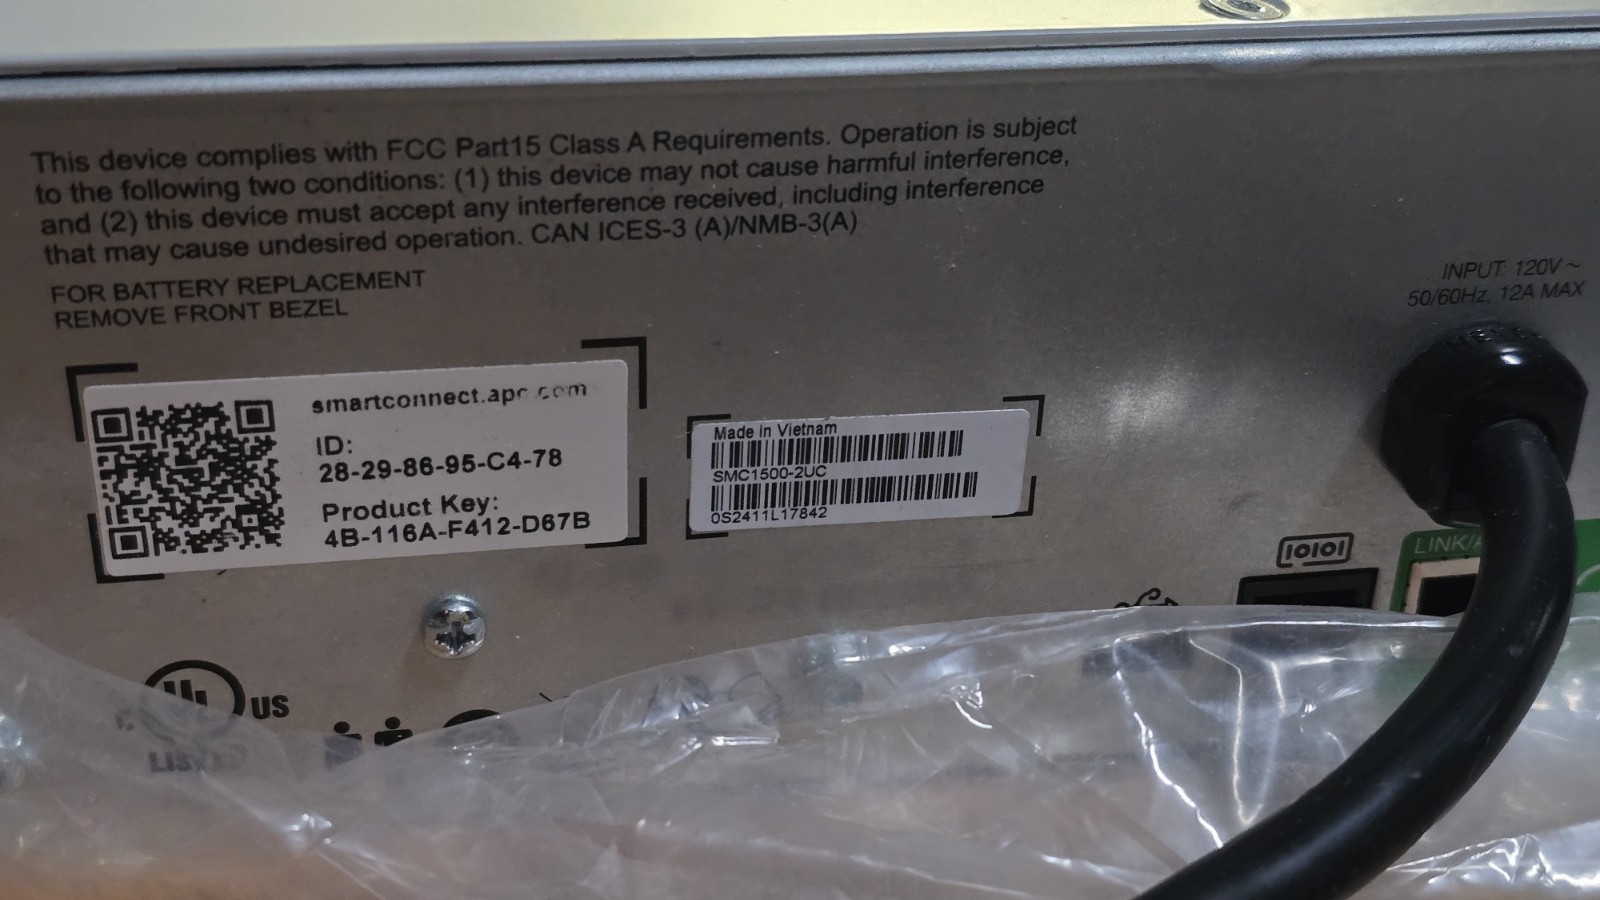 This device complies with FCC Part15 Class A Requirements. Operation is subject
to the following two conditions: (1) this device may not cause harmful interference,
and (2) this device must accept any interference received, including interference
that may cause undesired operation. CAN ICES-3 (A)/NMB-3(A)
FOR BATTERY REPLACEMENT
REMOVE FRONT BEZEL
INPUT: 120V~
50/60Hz, 12A MAX
smartconnect.apc.com
ID:
28-29-86-95-C4-78
Product Key:
4B-116A-F412-D67B
Made in Vietnam
SMC1500-2UC
0S2411L17842
|O|O|
LINK/
UL US
LISTED